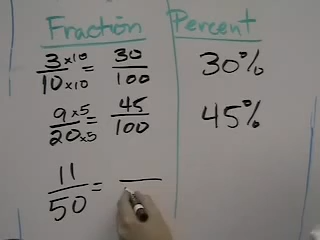 Fraction Percent
3 ×10 / 10 ×10 = 30 / 100 30%
9 ×5 / 20 ×5 = 45 / 100 45%
11 / 50 =